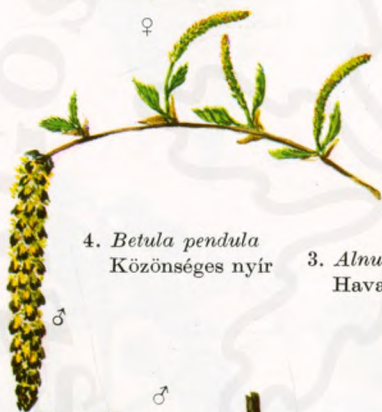 ♀
4. Betula pendula
Közönséges nyír
3. Alnu
Hava
♂
♂